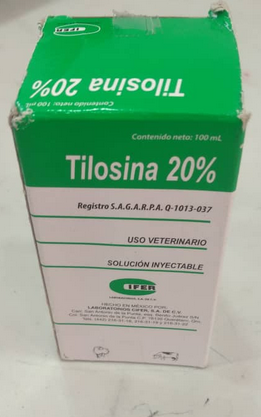 Tilosina 20%
Contenido neto: 100 mL
CIFER
Contenido neto: 100 mL
Tilosina 20%
Registro S.A.G.A.R.P.A. Q-1013-037
USO VETERINARIO
SOLUCIÓN INYECTABLE
CIFER
HECHO EN MÉXICO POR:
LABORATORIOS CIFER, S.A. DE C.V.